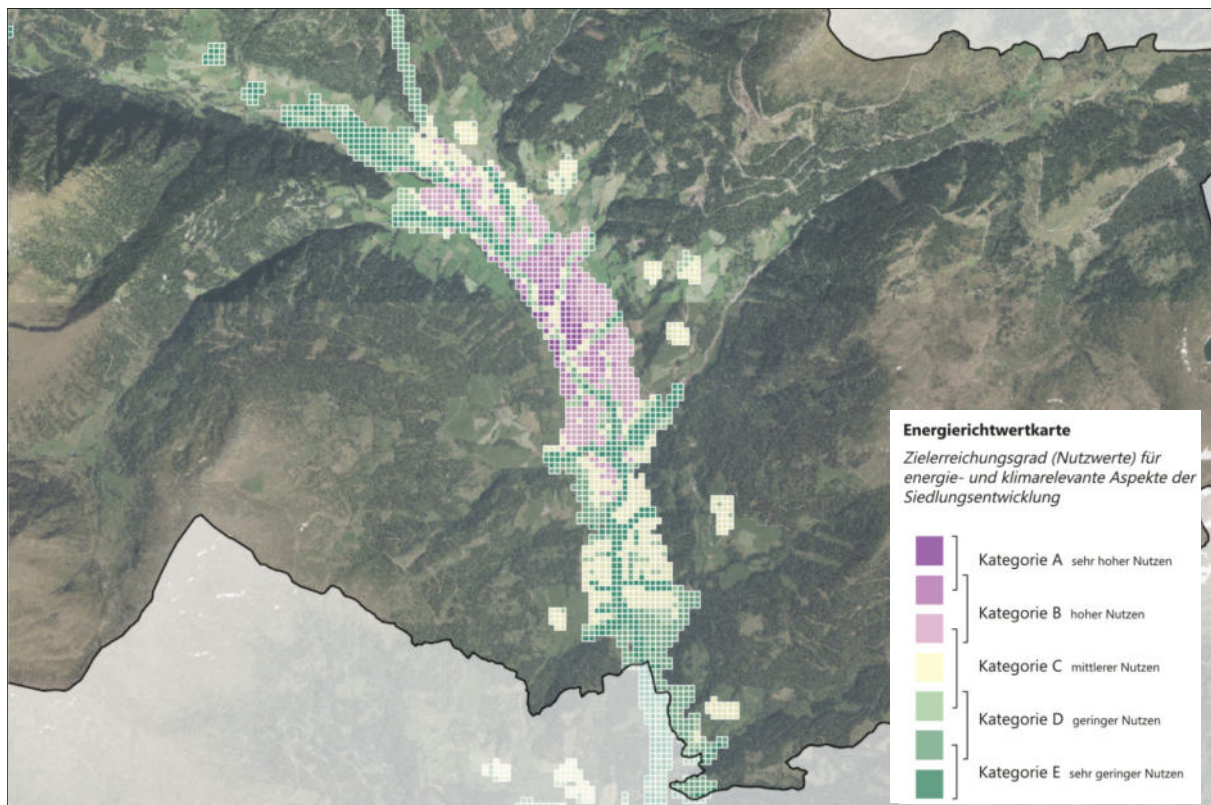 Energierichtwertkarte
Zielerreichungsgrad (Nutzwerte) für
energie- und klimarelevante Aspekte der
Siedlungsentwicklung
Kategorie A sehr hoher Nutzen
Kategorie B hoher Nutzen
Kategorie C mittlerer Nutzen
Kategorie D geringer Nutzen
Kategorie E sehr geringer Nutzen